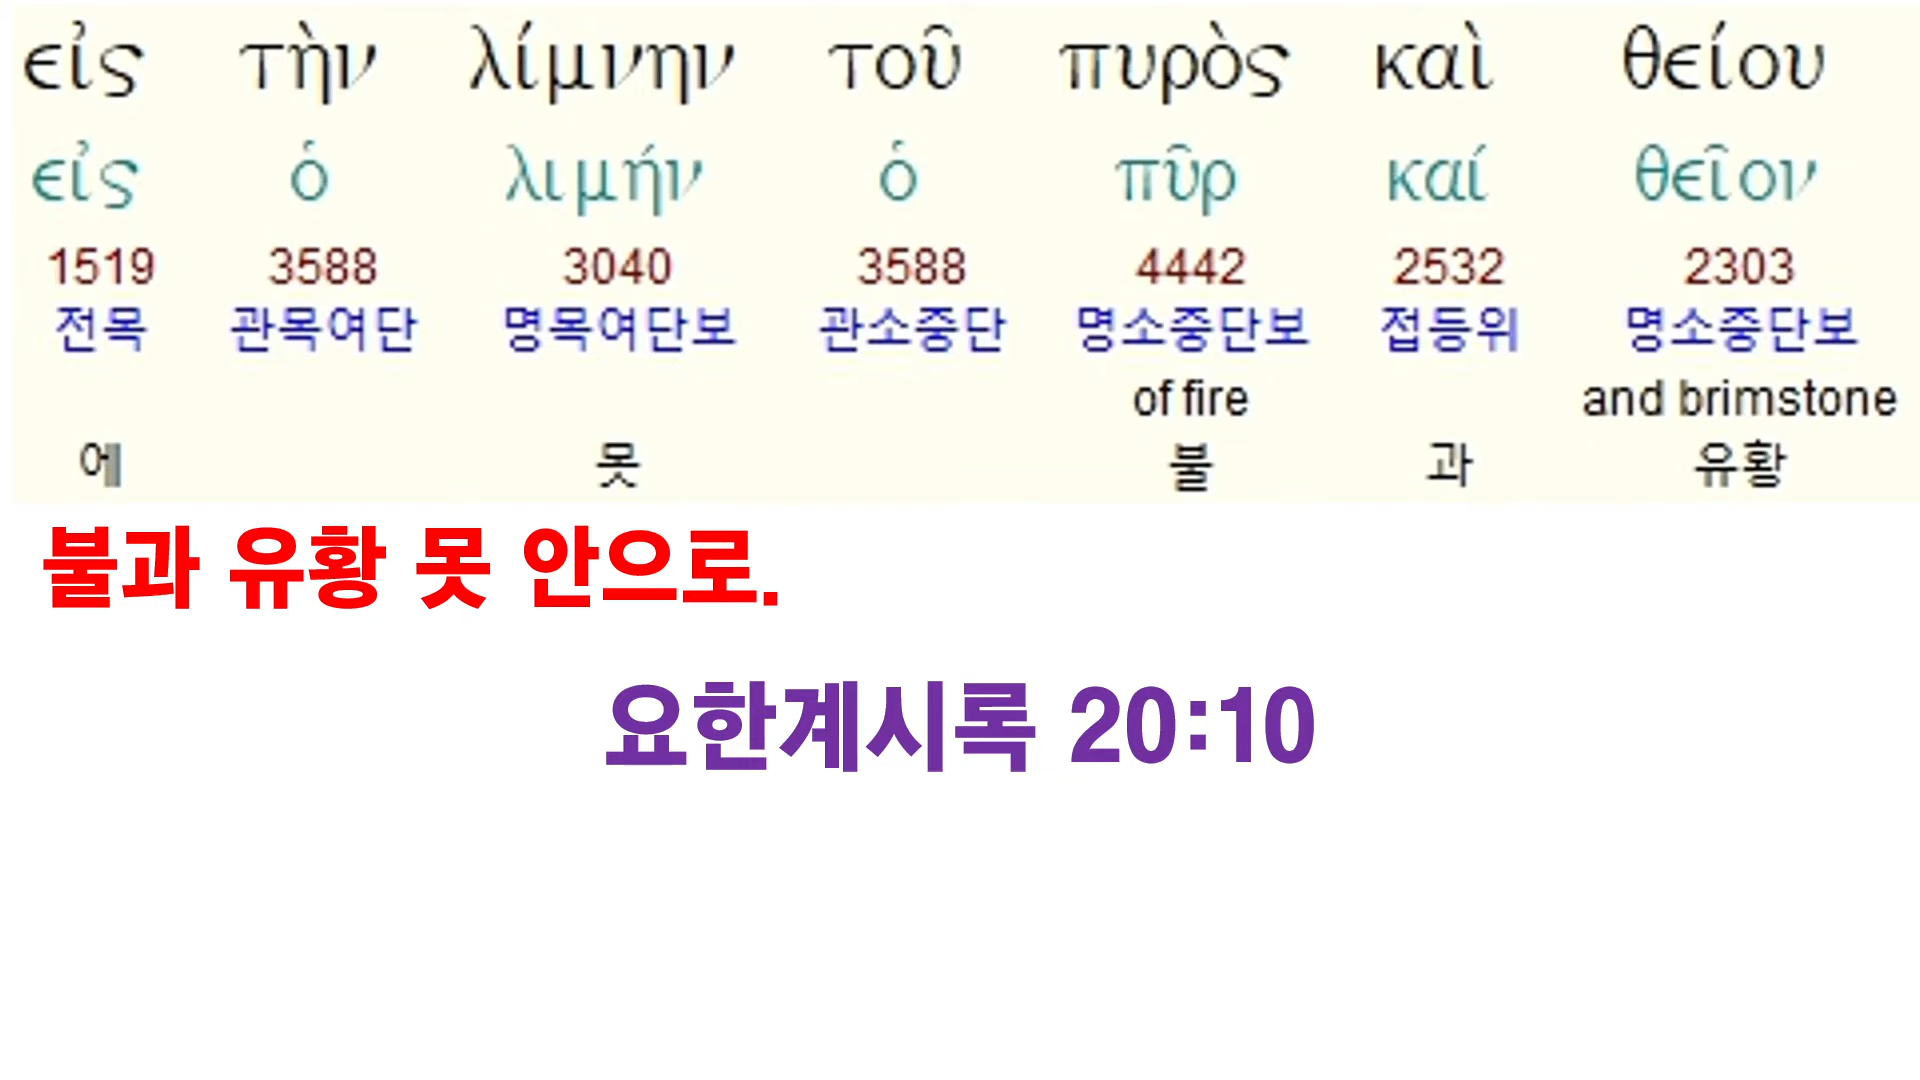 εἰς τὴν λίμνην τοῦ πυρὸς καὶ θείου
εἰς ὁ λιμήν ὁ πῦρ καί θεῖον
1519 3588 3040 3588 4442 2532 2303
전목 관목여단 명목여단보 관소중단 명소중단보 접등위 명소중단보
of fire and brimstone
에 못 불 과 유황
불과 유황 못 안으로.
요한계시록 20:10